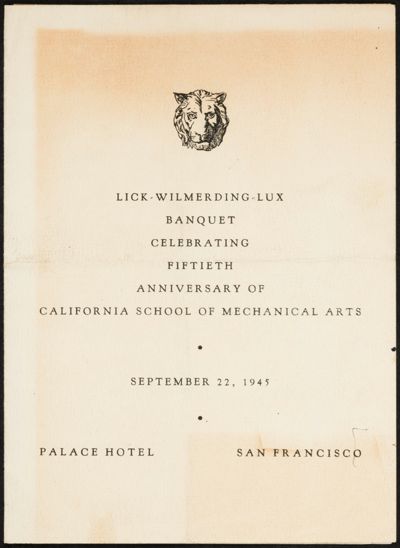 LICK-WILMERDING-LUX
BANQUET
CELEBRATING
FIFTIETH
ANNIVERSARY OF
CALIFORNIA SCHOOL OF MECHANICAL ARTS
•
SEPTEMBER 22, 1945
•
PALACE HOTEL SAN FRANCISCO